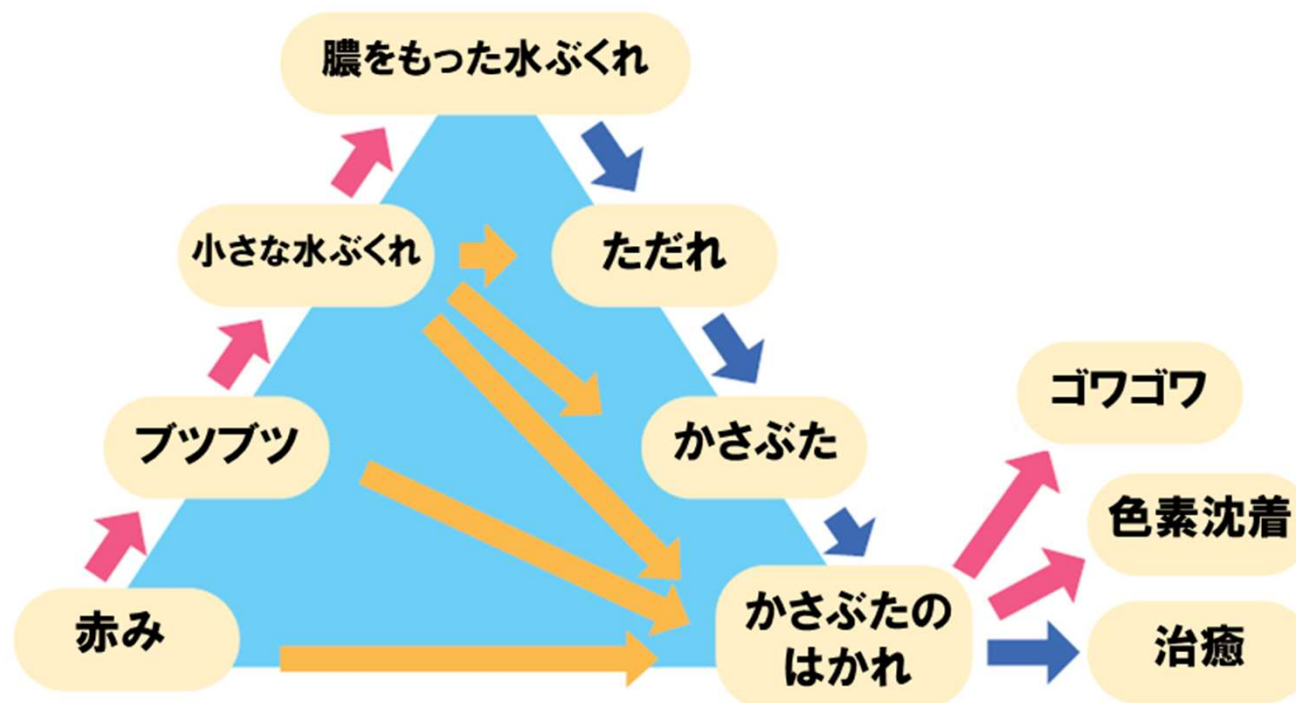 膿をもった水ぶくれ
小さな水ぶくれ
ただれ
ブツブツ
かさぶた
ゴワゴワ
色素沈着
赤み
かさぶたの
はかれ
治癒